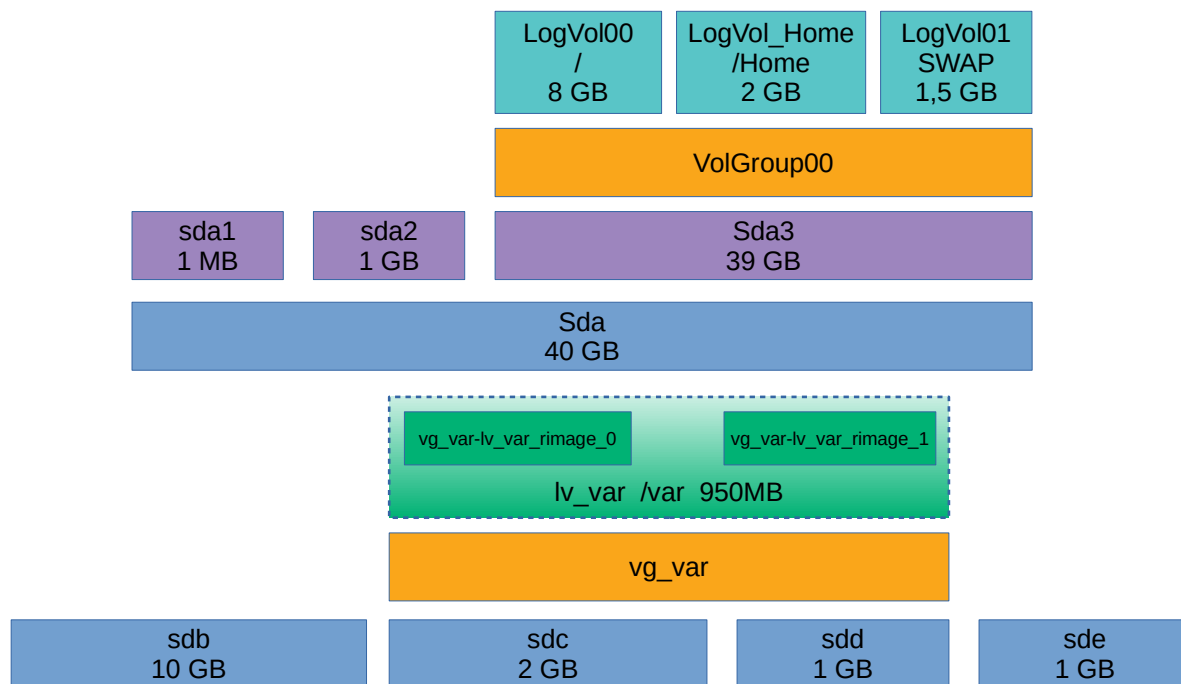 LogVol00
/
8 GB
LogVol_Home
/Home
2 GB
LogVol01
SWAP
1,5 GB
VolGroup00
sda1
1 MB
sda2
1 GB
Sda3
39 GB
Sda
40 GB
vg_var-lv_var_rimage_0
vg_var-lv_var_rimage_1
lv_var /var 950MB
vg_var
sdb
10 GB
sdc
2 GB
sdd
1 GB
sde
1 GB